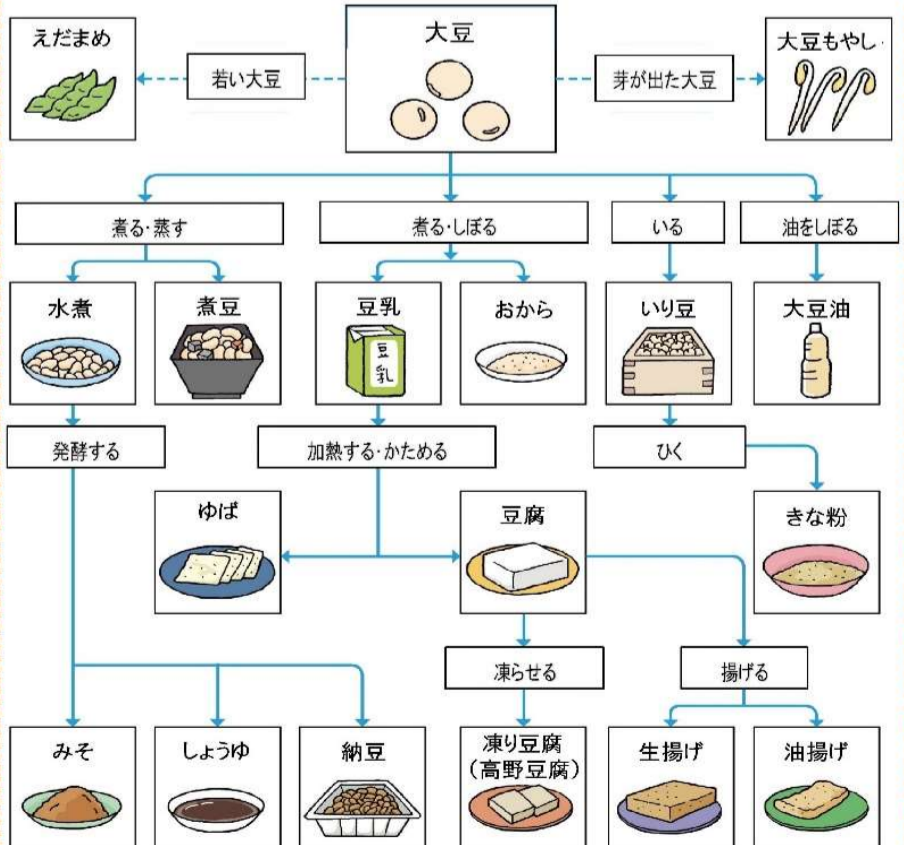 えだまめ
若い大豆
大豆
芽が出た大豆
大豆もやし
煮る・蒸す
煮る・しぼる
いる
油をしぼる
水煮
煮豆
豆乳
豆
乳
おから
いり豆
大豆油
発酵する
加熱する・かためる
ひく
ゆば
豆腐
きな粉
凍らせる
揚げる
みそ
しょうゆ
納豆
凍り豆腐
(高野豆腐)
生揚げ
油揚げ